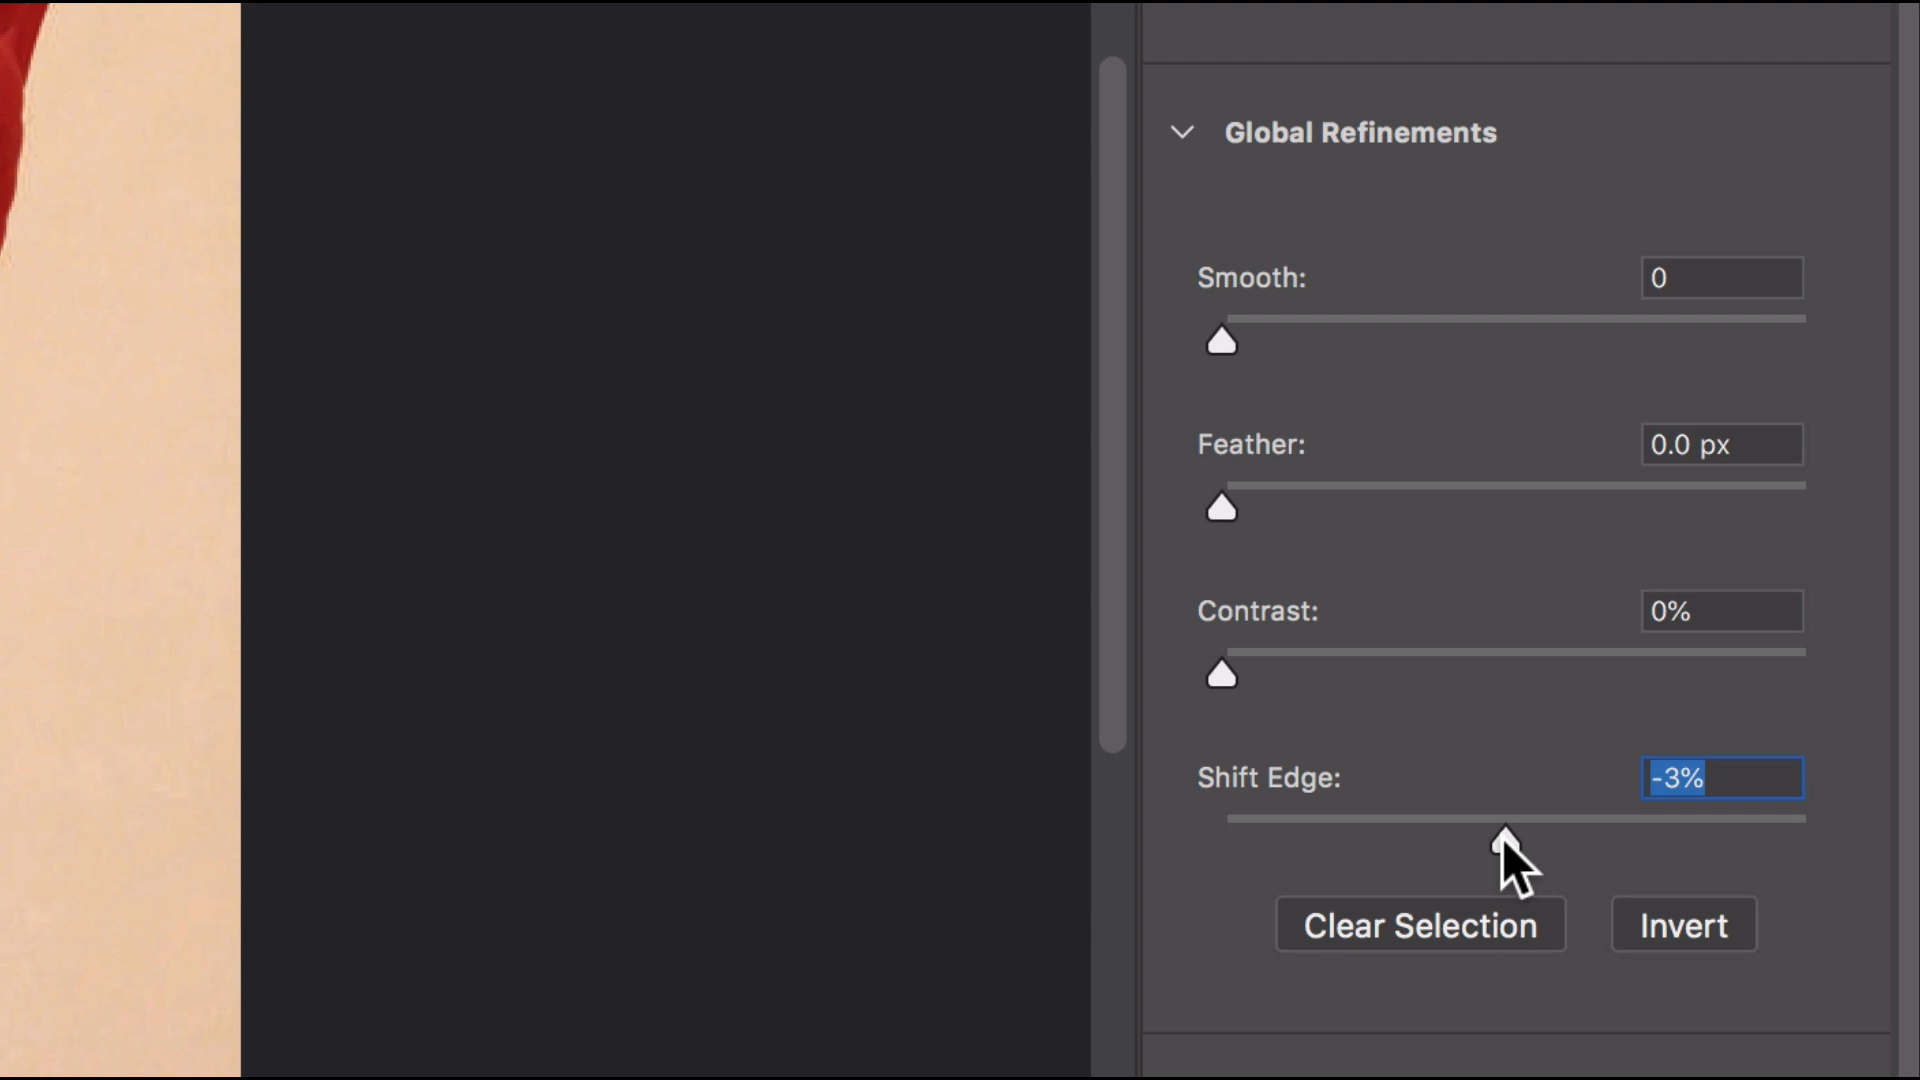 Global Refinements
Smooth: 0
Feather: 0.0 px
Contrast: 0%
Shift Edge: -3%
Clear Selection Invert